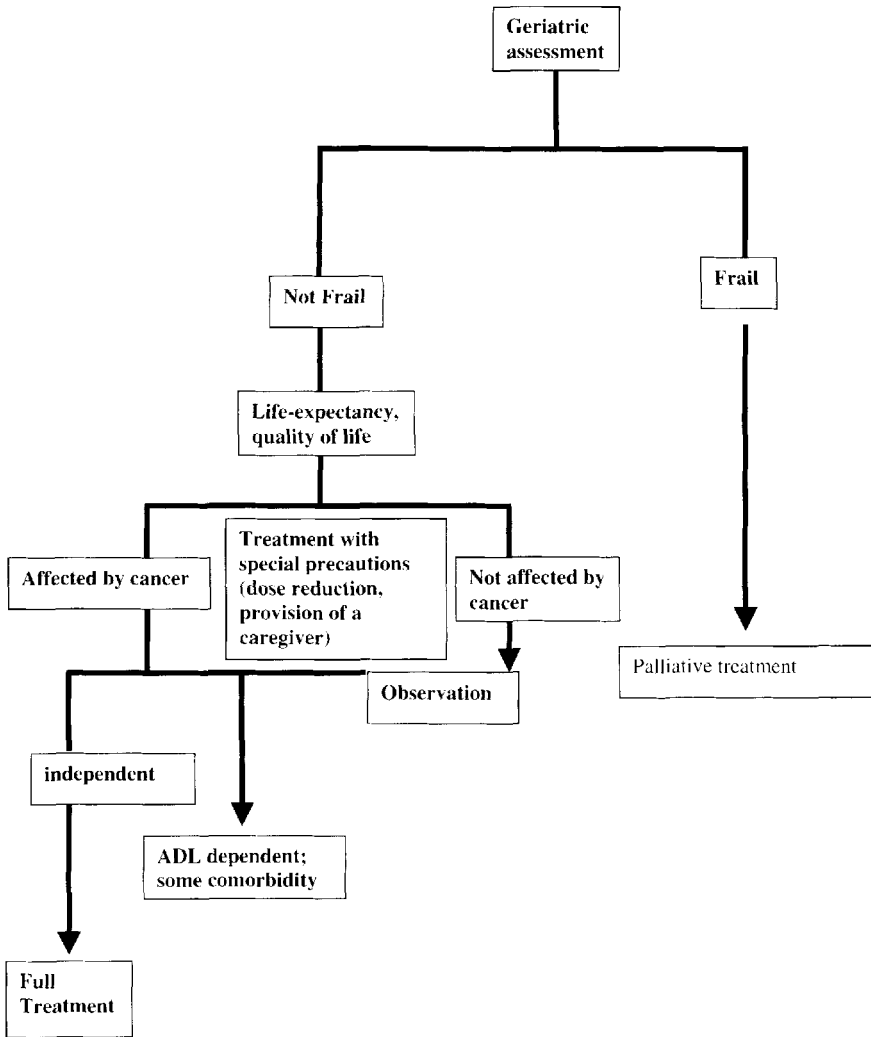 Geriatric
assessment
Frail
Not Frail
Life-expectancy,
quality of life
Affected by cancer
Treatment with
special precautions
(dose reduction,
provision of a
caregiver)
Not affected by
cancer
Palliative treatment
Observation
independent
ADL dependent;
some comorbidity
Full
Treatment